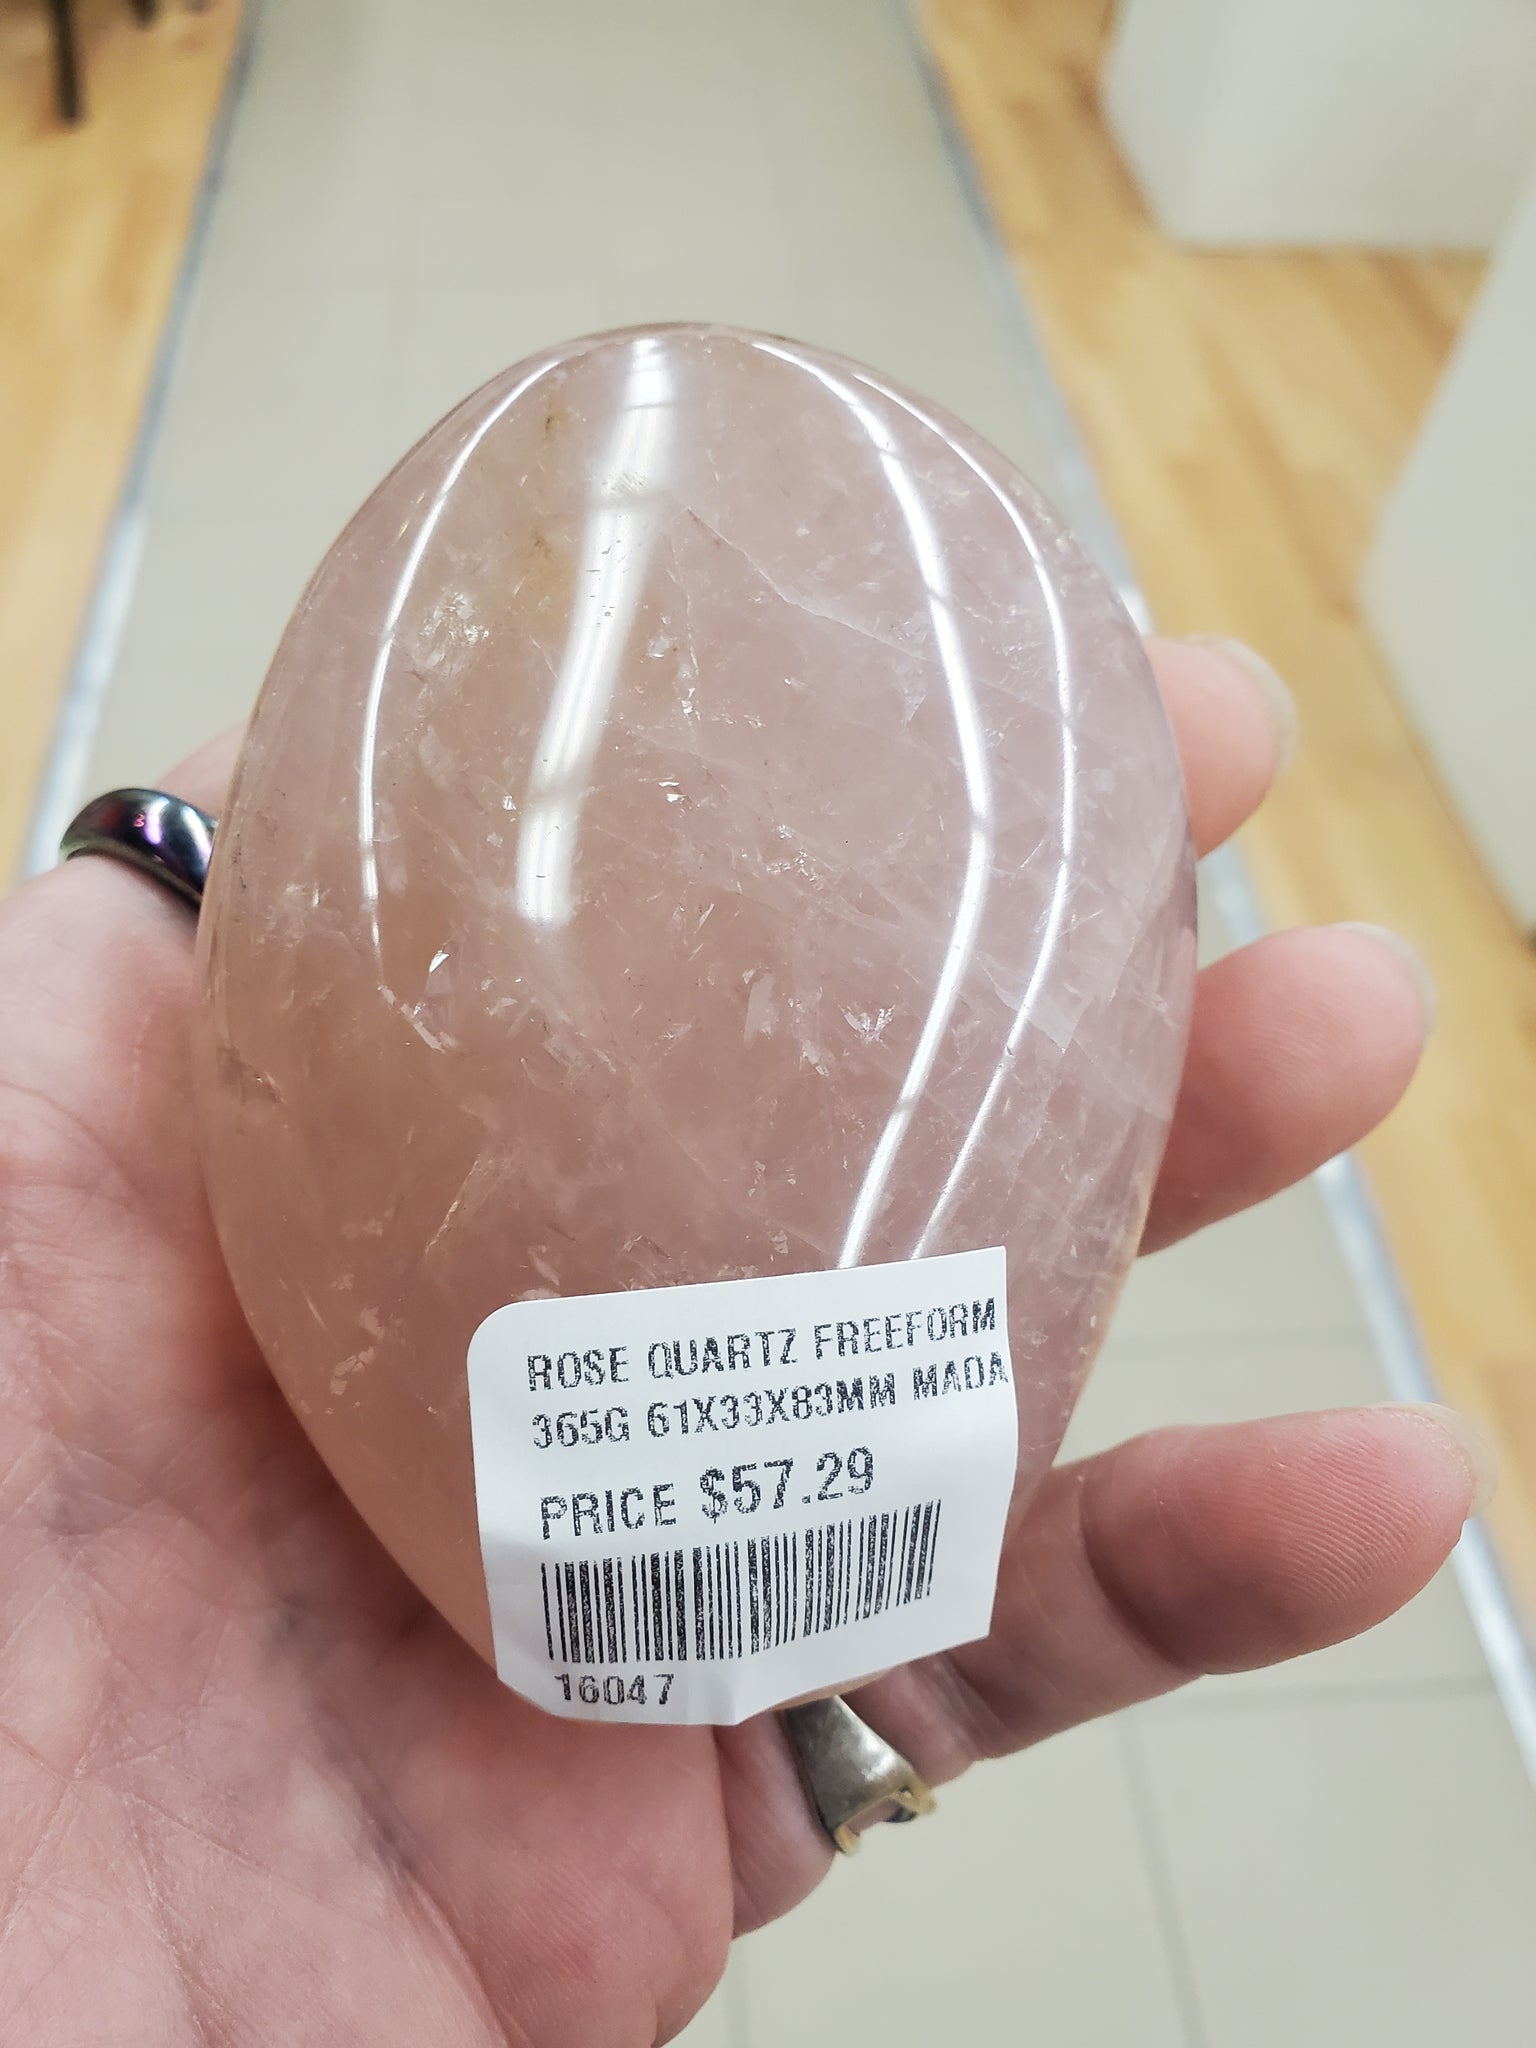 ROSE QUARTZ FREEFORM
365G 61X33X83MM MADA
PRICE $57.29
16047